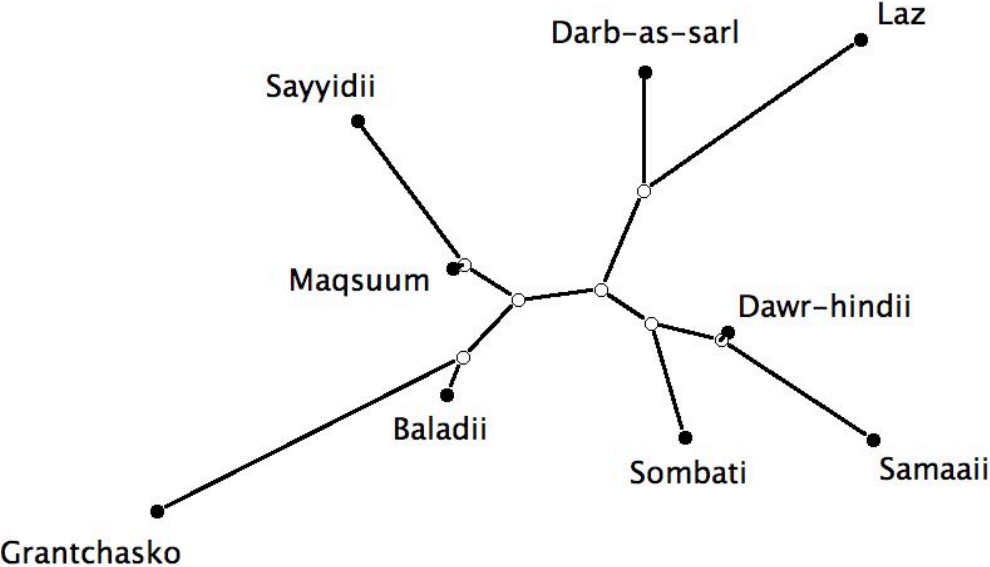 Laz
Darb-as-sarl
Sayyidii
Maqsuum
Dawr-hindii
Baladii
Sombati
Samaaii
Grantchasko